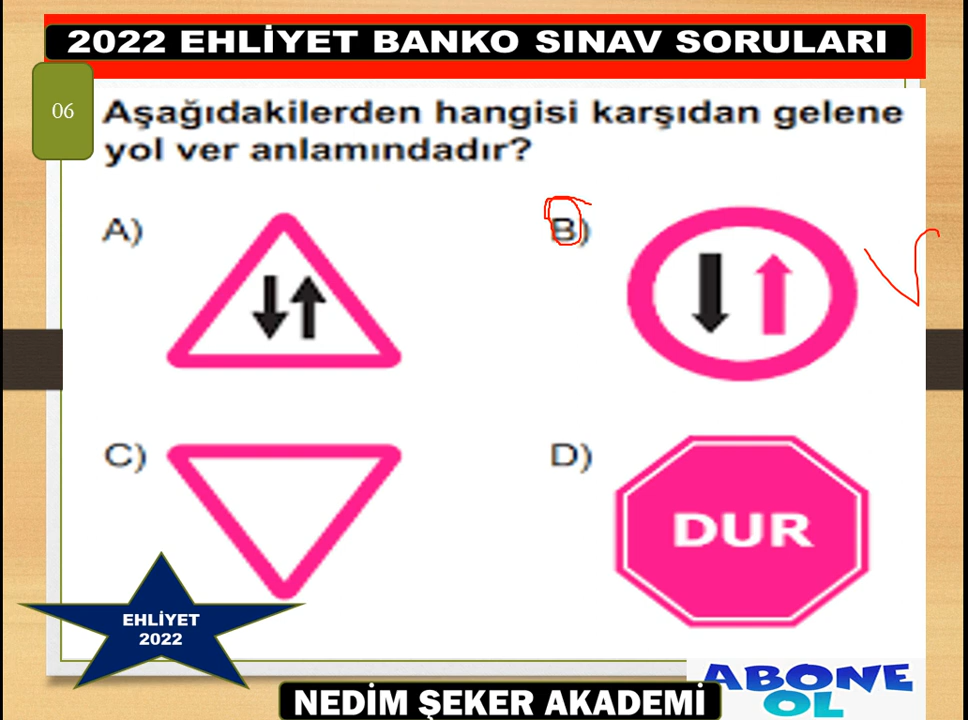 2022 EHLİYET BANKO SINAV SORULARI
06
Aşağıdakilerden hangisi karşıdan gelene
yol ver anlamındadır?
A)
B)
C)
D)
DUR
EHLİYET
2022
NEDİM ŞEKER AKADEMİ
ABONE
OL